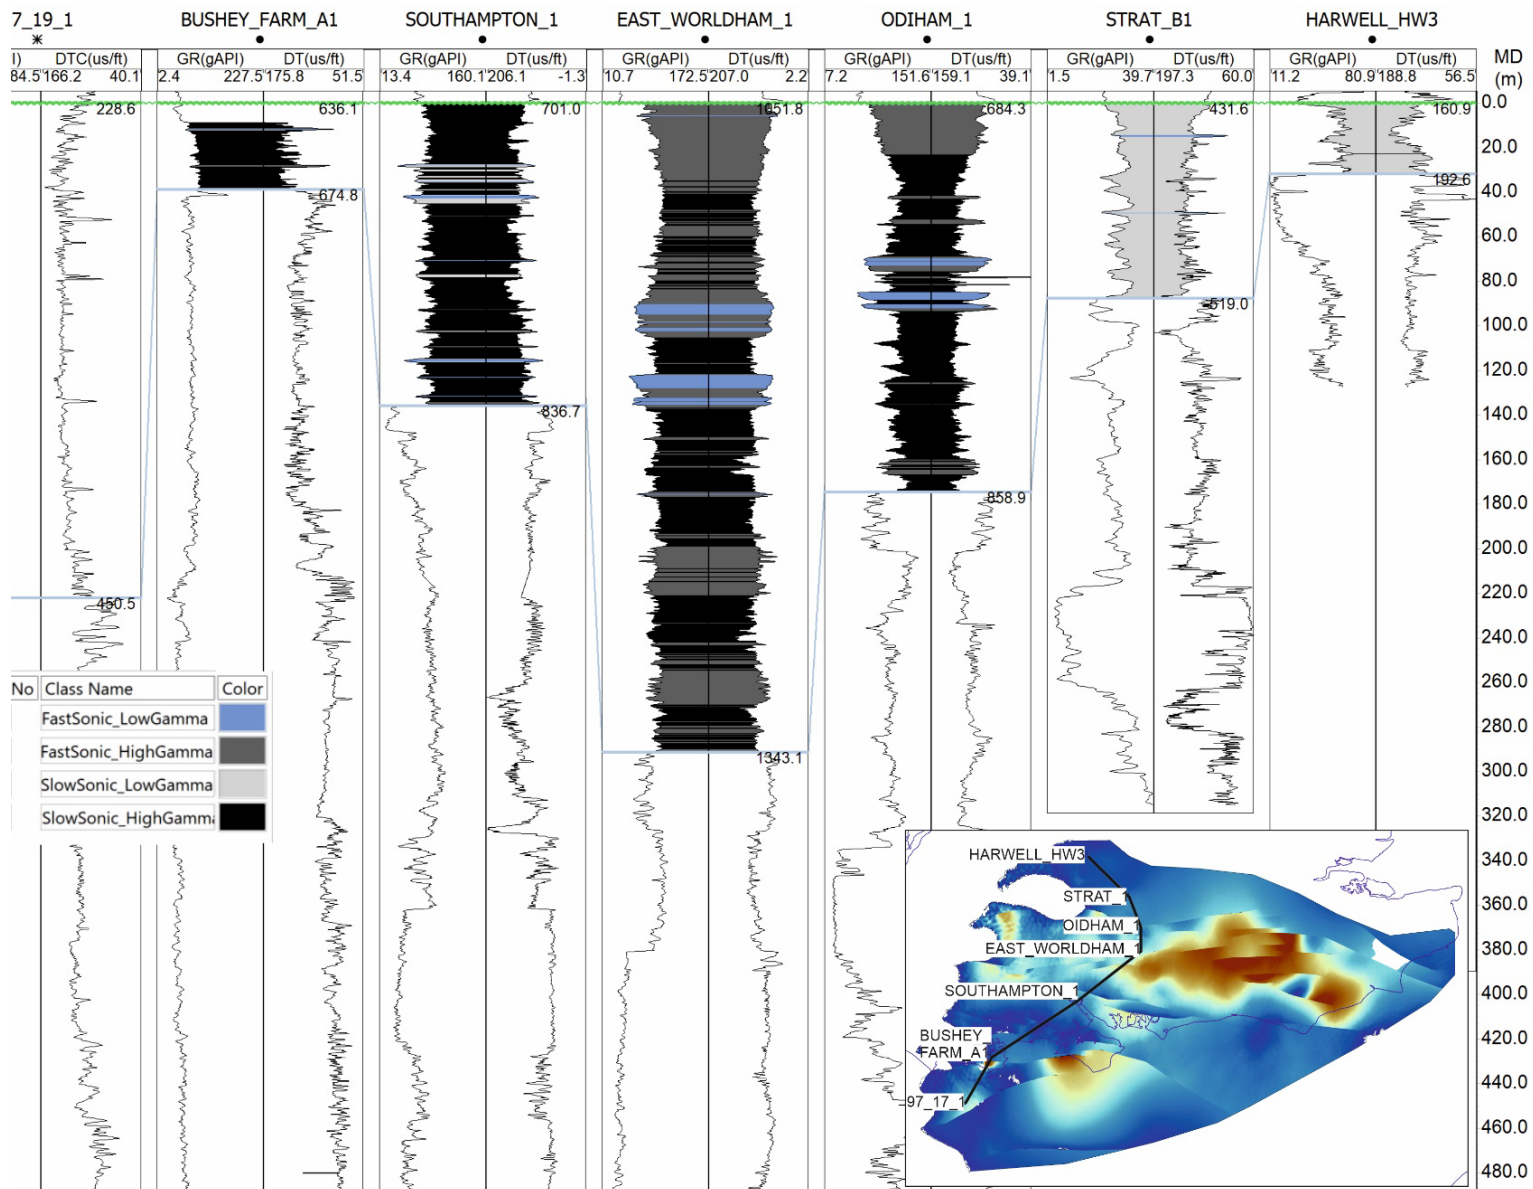 7_19_1 BUSHEY_FARM_A1 SOUTHAMPTON_1 EAST_WORLDHAM_1 ODIHAM_1 STRAT_B1 HARWELL_HW3
I) DTC(us/ft) GR(gAPI) DT(us/ft) GR(gAPI) DT(us/ft) GR(gAPI) DT(us/ft) GR(gAPI) DT(us/ft) GR(gAPI) DT(us/ft) GR(gAPI) DT(us/ft) MD
84.5 166.2 40.1 2.4 227.5 175.8 51.5 13.4 160.1 206.1 -1.3 10.7 172.5 207.0 2.2 7.2 151.6 159.1 39.1 1.5 39.7 197.3 60.0 11.2 80.9 188.8 56.5 (m)
228.6 636.1 701.0 1051.8 684.3 431.6 160.9 0.0
20.0
192.6
674.8 40.0
60.0
80.0
519.0 100.0
120.0
836.7 140.0
160.0
858.9 180.0
200.0
450.5 220.0
240.0
No Class Name Color 260.0
FastSonic_LowGamma 280.0
FastSonic_HighGamma 1343.1
SlowSonic_LowGamma 300.0
SlowSonic_HighGamma 320.0
HARWELL_HW3 340.0
STRAT_1 360.0
OIDHAM_1
EAST_WORLDHAM_1 380.0
SOUTHAMPTON_1 400.0
BUSHEY_ 420.0
FARM_A1
440.0
97_17_1
460.0
480.0